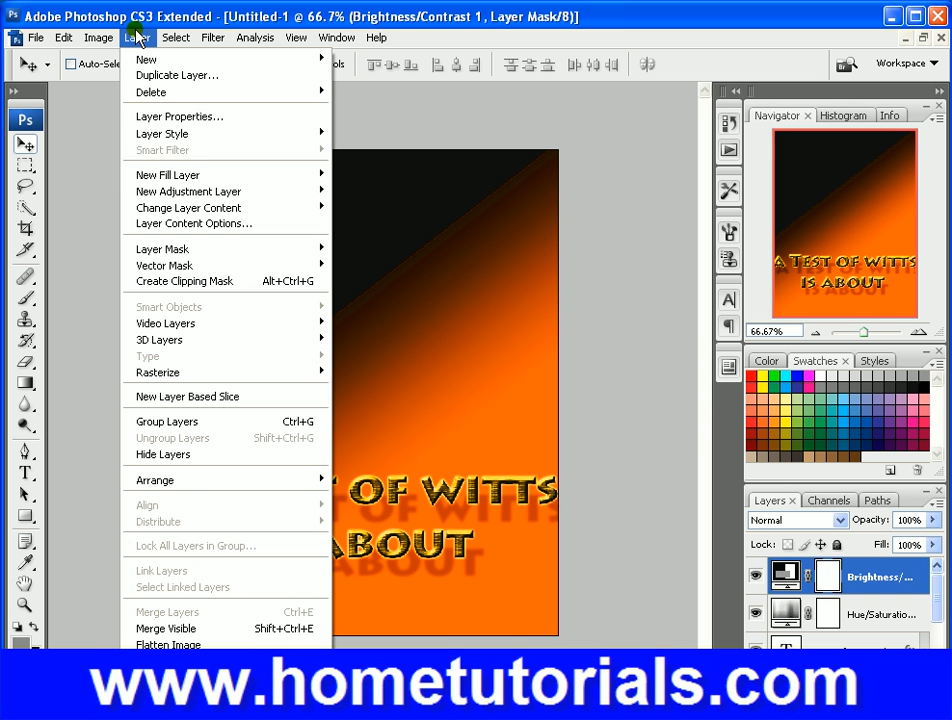 Adobe Photoshop CS3 Extended - [Untitled-1 @ 66.7% (Brightness/Contrast 1, Layer Mask/8)]
File Edit Image Layer Select Filter Analysis View Window Help
Auto-Sele
ols
Workspace
New
Duplicate Layer...
Delete
Layer Properties...
Layer Style
Smart Filter
New Fill Layer
New Adjustment Layer
Change Layer Content
Layer Content Options...
Layer Mask
Vector Mask
Create Clipping Mask Alt+Ctrl+G
Smart Objects
Video Layers
3D Layers
Type
Rasterize
New Layer Based Slice
Group Layers Ctrl+G
Ungroup Layers Shift+Ctrl+G
Hide Layers
Arrange
Align
Distribute
Lock All Layers in Group...
Link Layers
Select Linked Layers
Merge Layers Ctrl+E
Merge Visible Shift+Ctrl+E
Flatten Image
Ps
T
OF WITTS
ABOUT
A
Navigator x Histogram Info
A TEST OF WITTS
IS ABOUT
66.67%
Color Swatches x Styles
Layers x Channels Paths
Normal Opacity: 100%
Lock: Fill: 100%
Brightness/...
Hue/Saturatio...
T
www.hometutorials.com